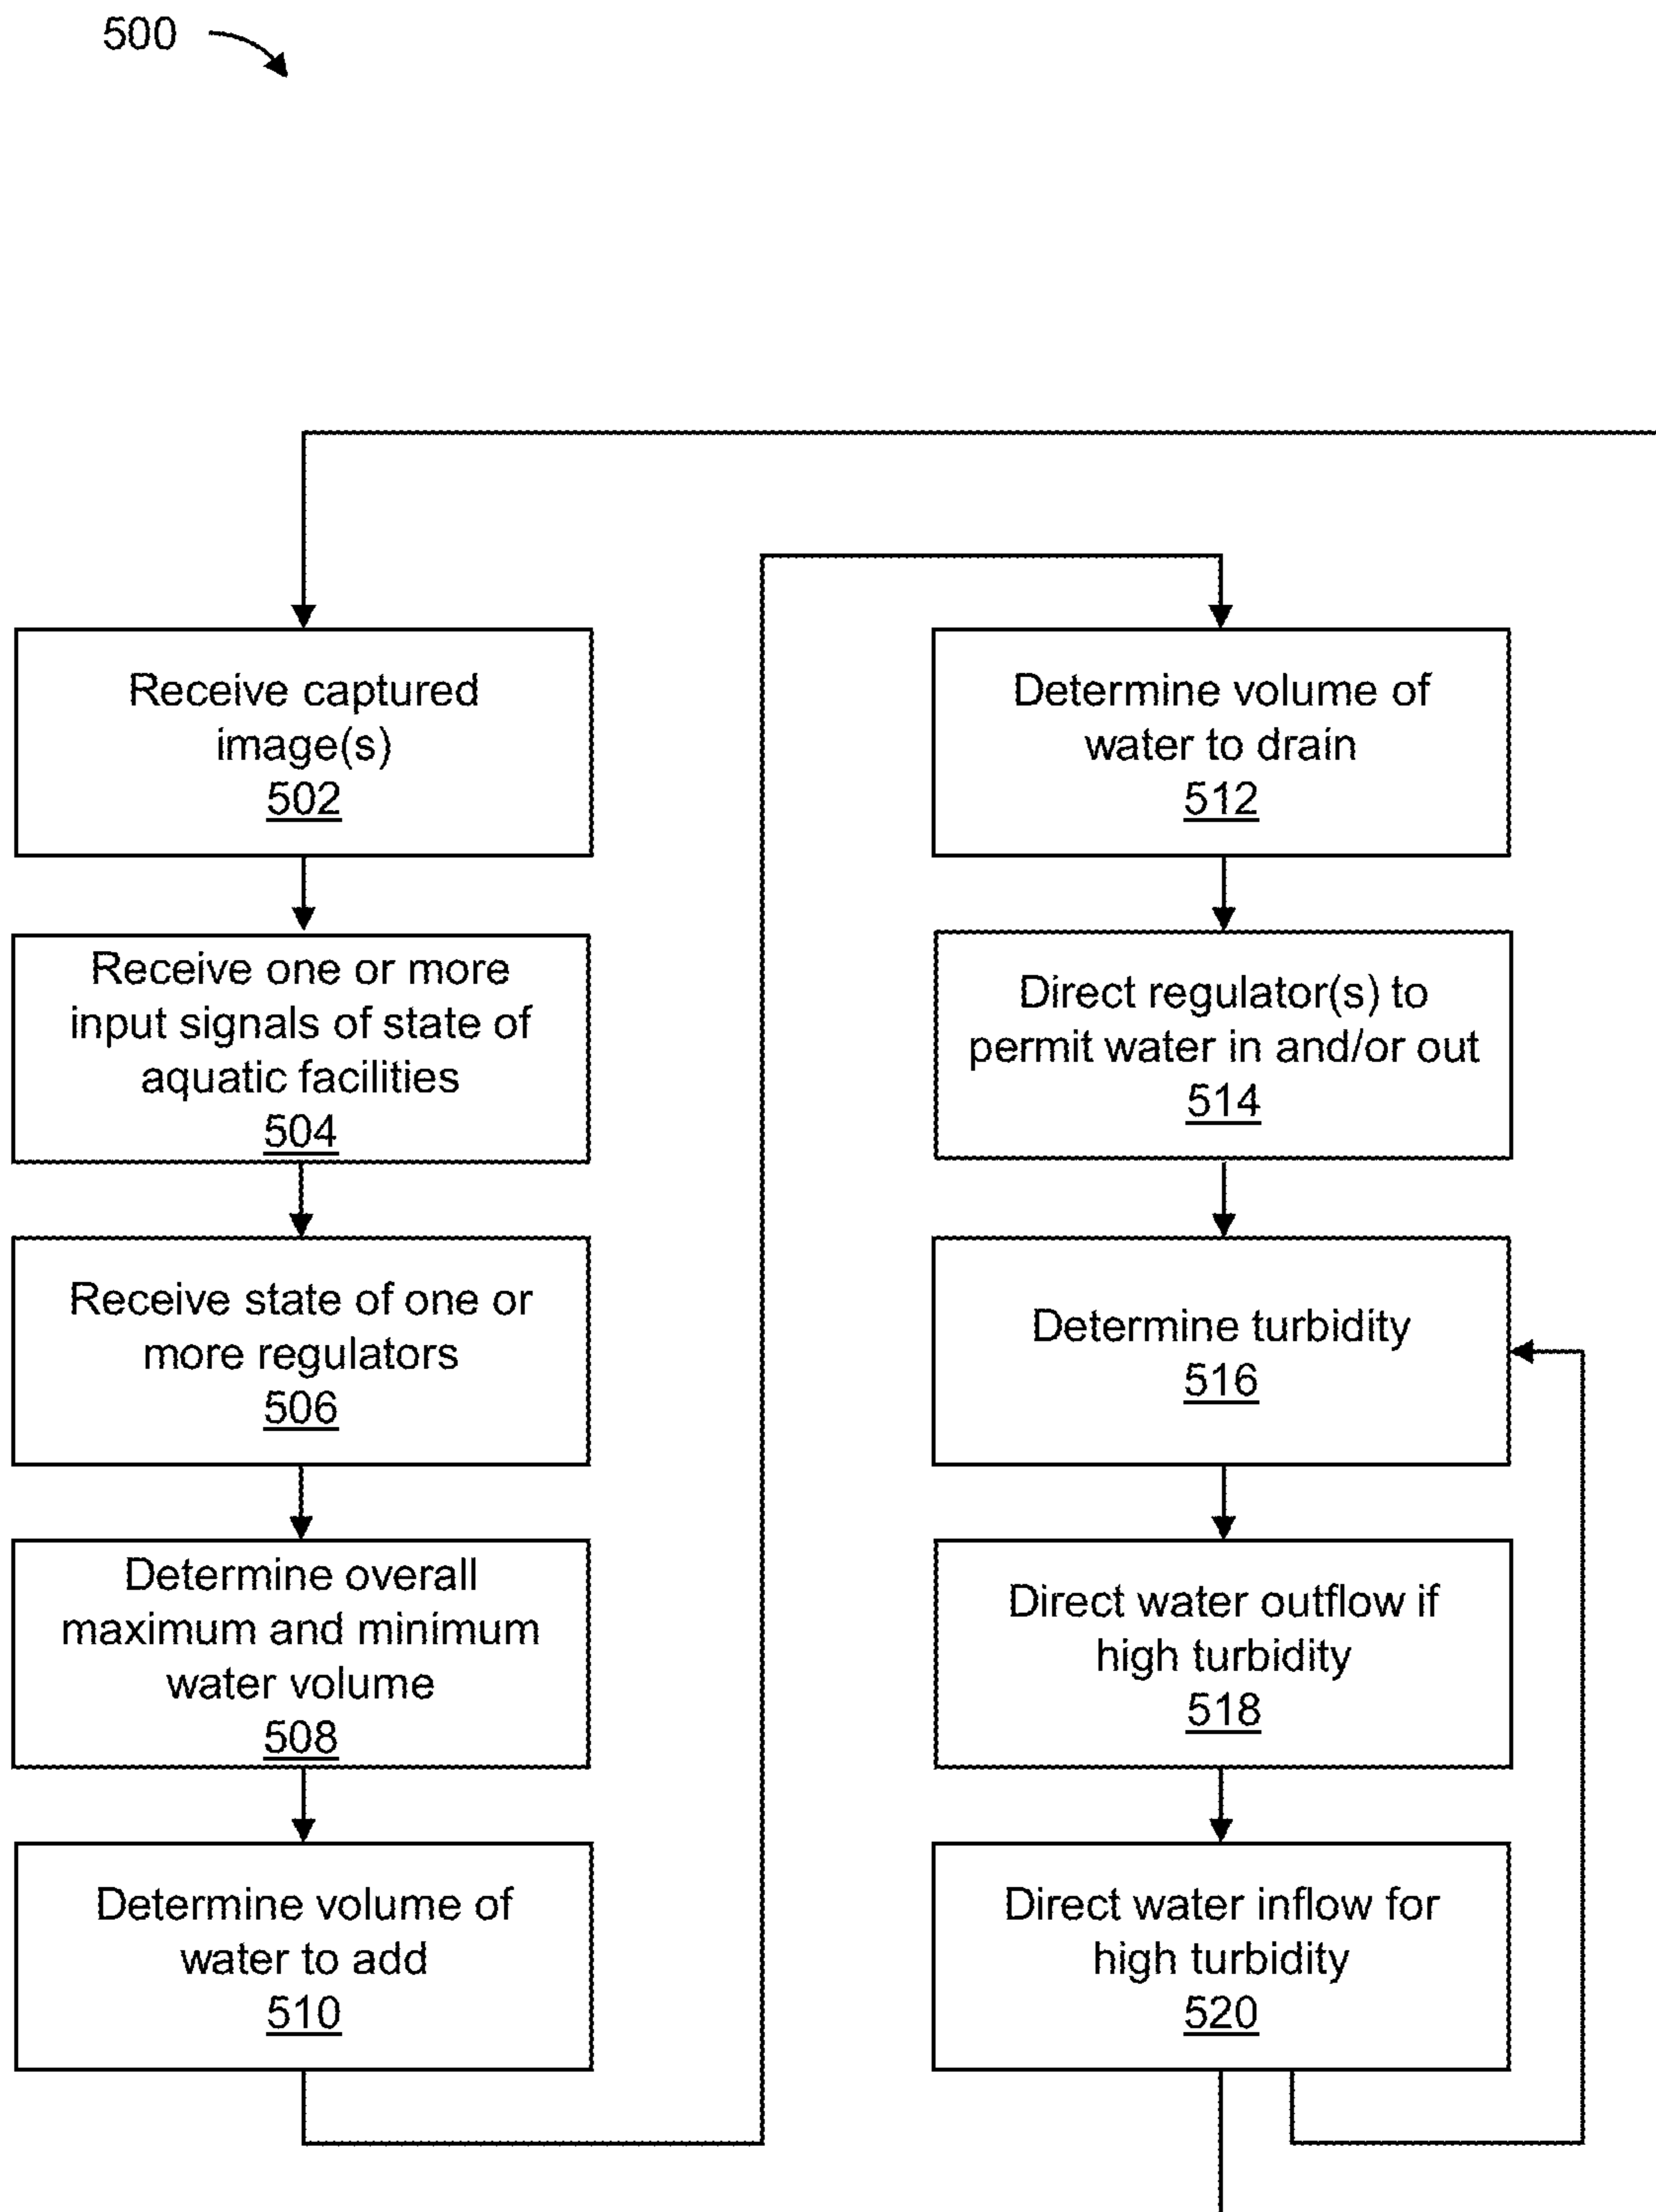 500
Receive captured
image(s)
502
Receive one or more
input signals of state of
aquatic facilities
504
Receive state of one or
more regulators
506
Determine overall
maximum and minimum
water volume
508
Determine volume of
water to add
510
Determine volume of
water to drain
512
Direct regulator(s) to
permit water in and/or out
514
Determine turbidity
516
Direct water outflow if
high turbidity
518
Direct water inflow for
high turbidity
520